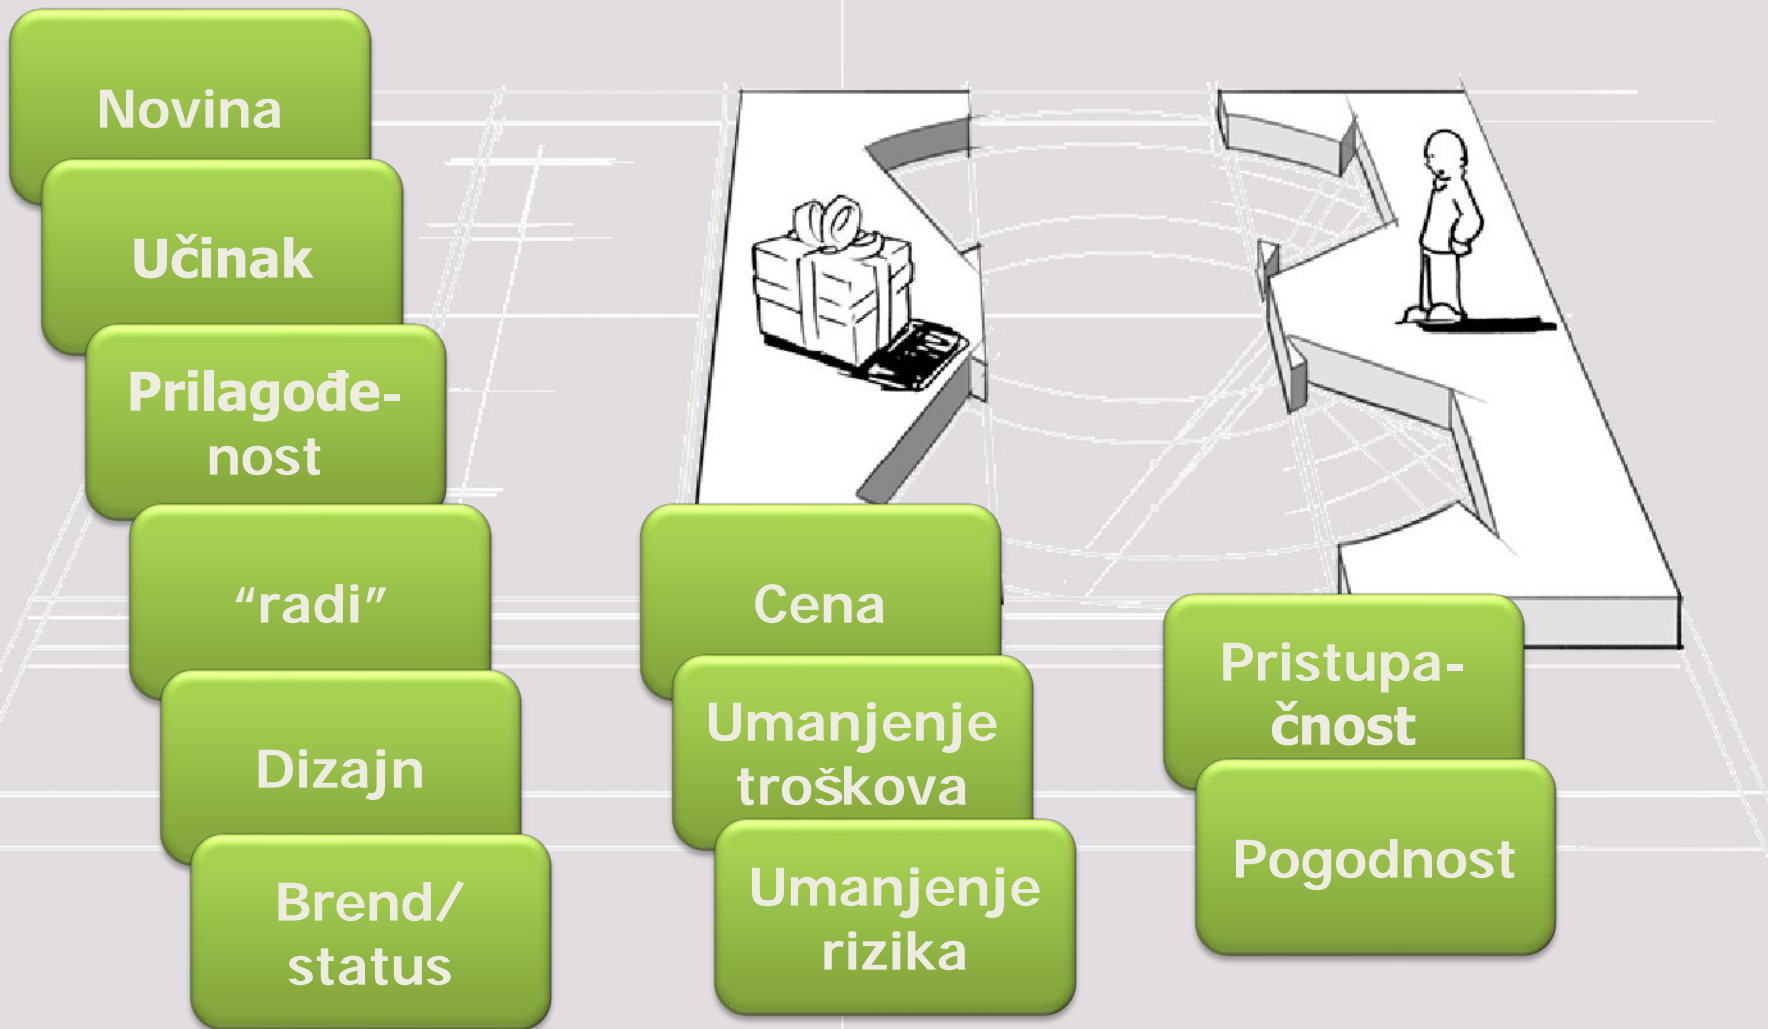 Novina
Učinak
Prilagođe-
nost
“radi”
Dizajn
Brend/
status
Cena
Umanjenje
troškova
Umanjenje
rizika
Pristupa-
čnost
Pogodnost